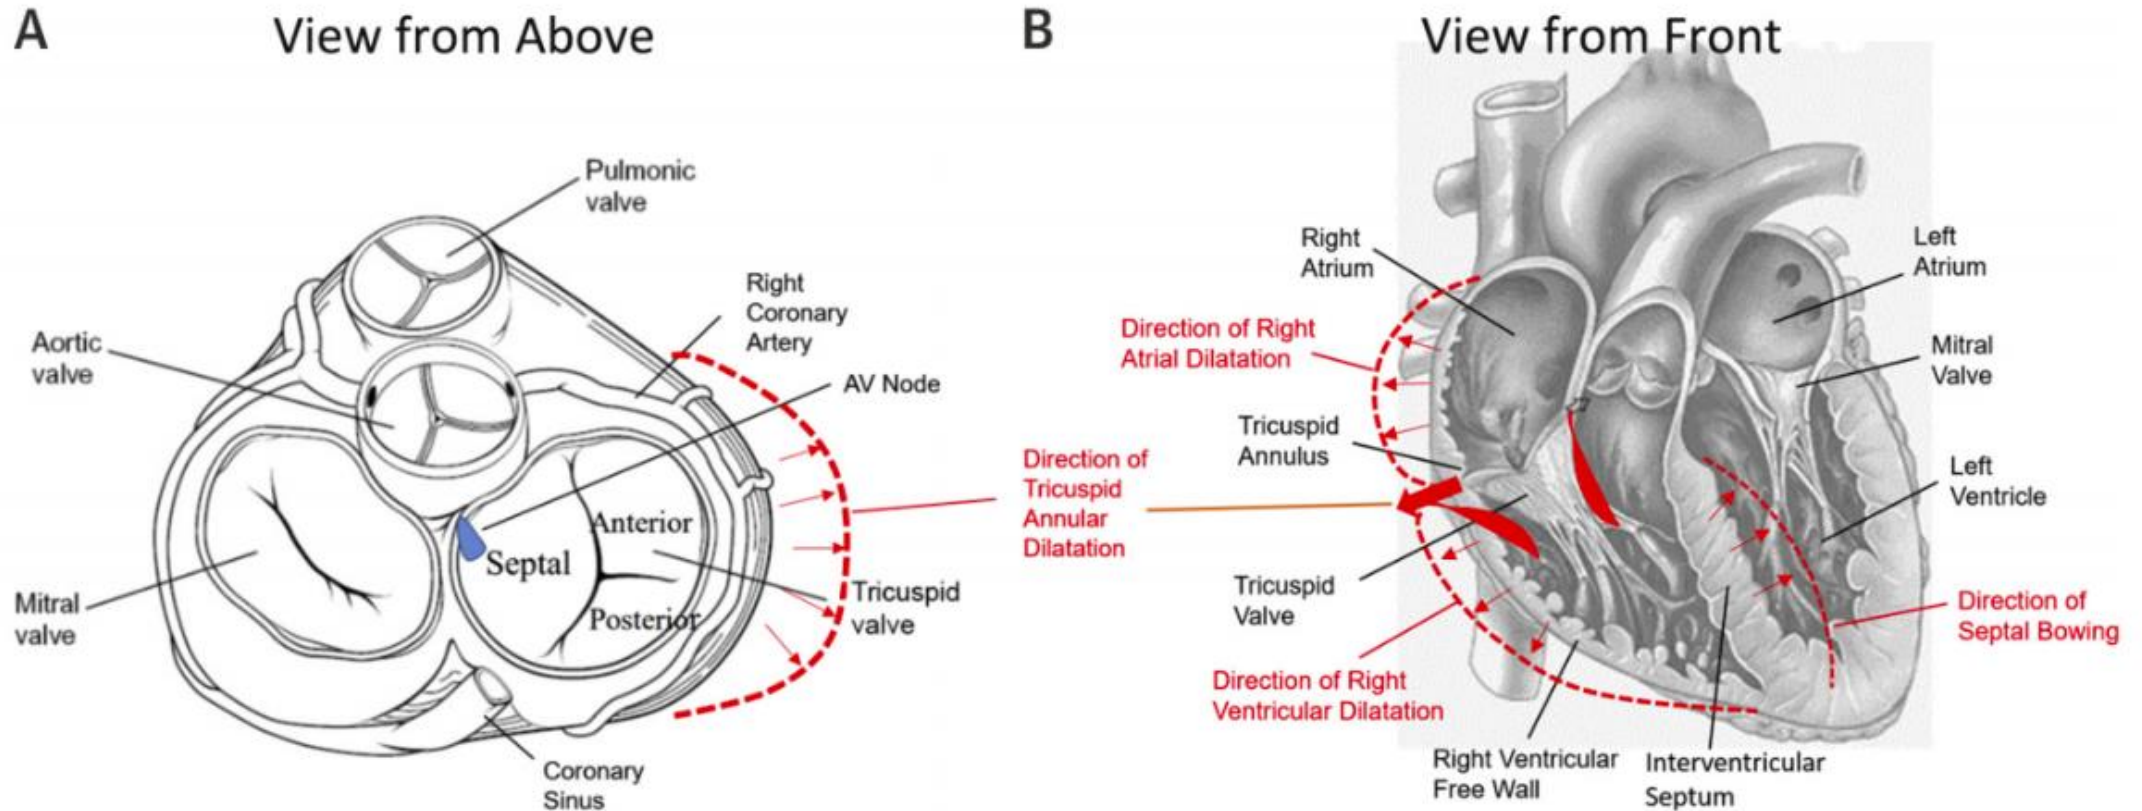 A
View from Above
Pulmonic
valve
Right
Coronary
Artery
Aortic
valve
AV Node
Anterior
Septal
Posterior
Mitral
valve
Tricuspid
valve
Coronary
Sinus
Direction of
Tricuspid
Annular
Dilatation
B
View from Front
Right
Atrium
Left
Atrium
Direction of Right
Atrial Dilatation
Mitral
Valve
Tricuspid
Annulus
Left
Ventricle
Tricuspid
Valve
Direction of
Septal Bowing
Direction of Right
Ventricular Dilatation
Right Ventricular
Free Wall
Interventricular
Septum